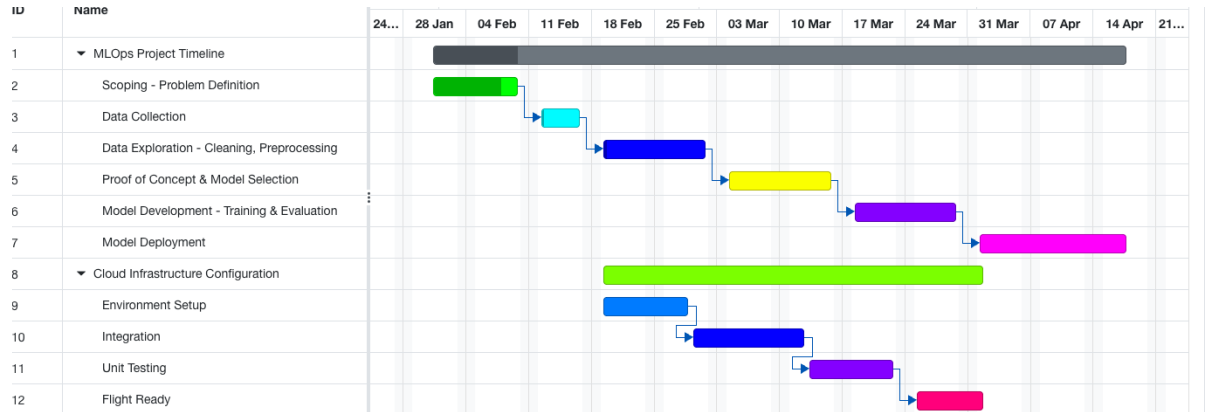 ID Name
24... 28 Jan 04 Feb 11 Feb 18 Feb 25 Feb 03 Mar 10 Mar 17 Mar 24 Mar 31 Mar 07 Apr 14 Apr 21...
1 MLOps Project Timeline
2 Scoping - Problem Definition
3 Data Collection
4 Data Exploration - Cleaning, Preprocessing
5 Proof of Concept & Model Selection
6 Model Development - Training & Evaluation
7 Model Deployment
8 Cloud Infrastructure Configuration
9 Environment Setup
10 Integration
11 Unit Testing
12 Flight Ready